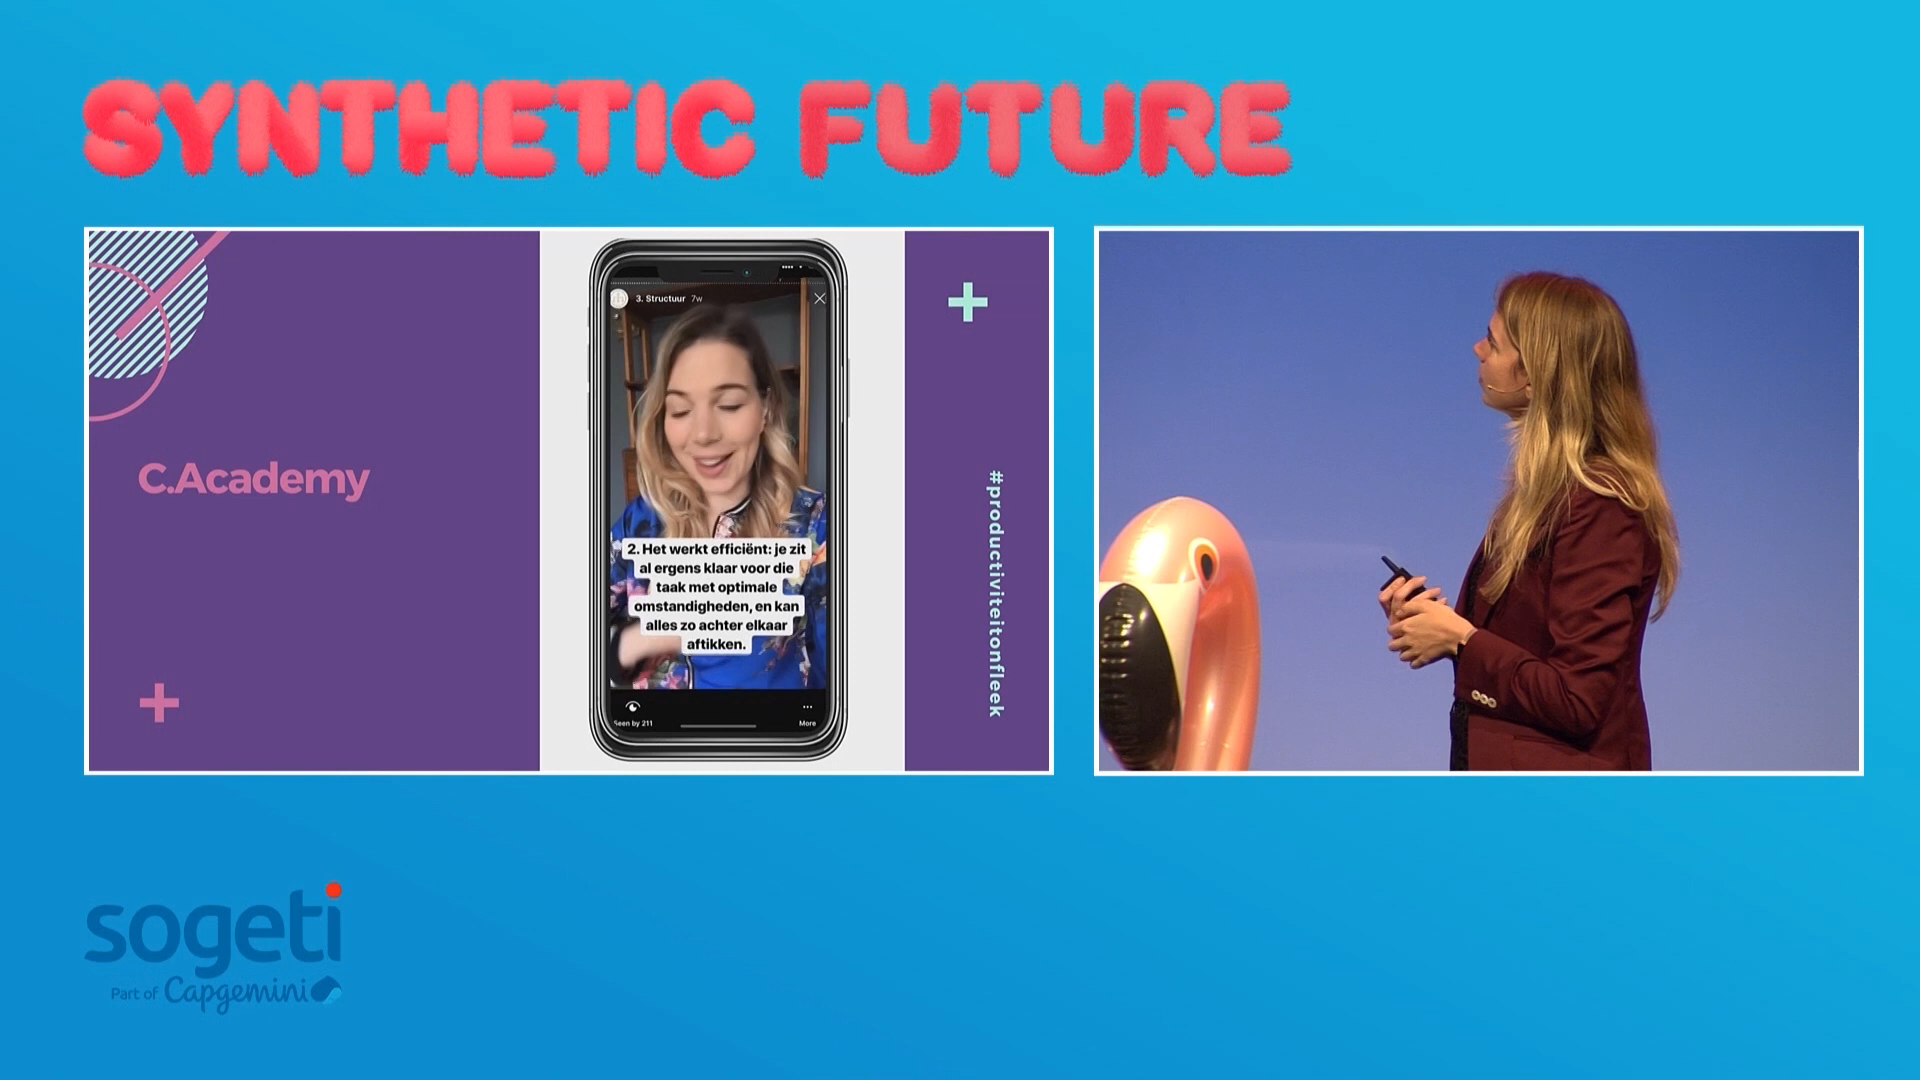 SYNTHETIC FUTURE
C.Academy
3. Structuur 7w
2. Het werkt efficiënt: je zit
al ergens klaar voor die
taak met optimale
omstandigheden, en kan
alles zo achter elkaar
aftikken.
Seen by 211
More
#productiviteitonfleek
sogeti
Part of Capgemini